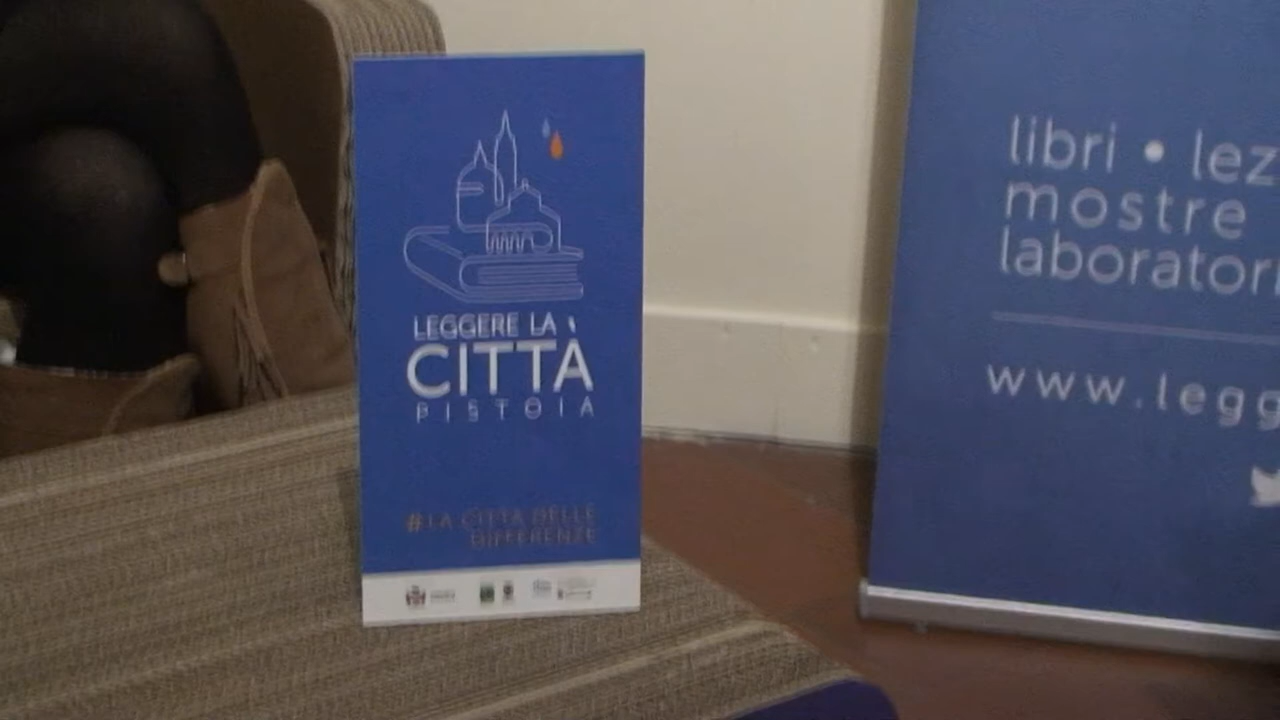 LEGGERE LA
CITTÀ
PISTOIA
#LA CITTÀ DELLE
DIFFERENZE
libri • lez
mostre
laborator
www.legg